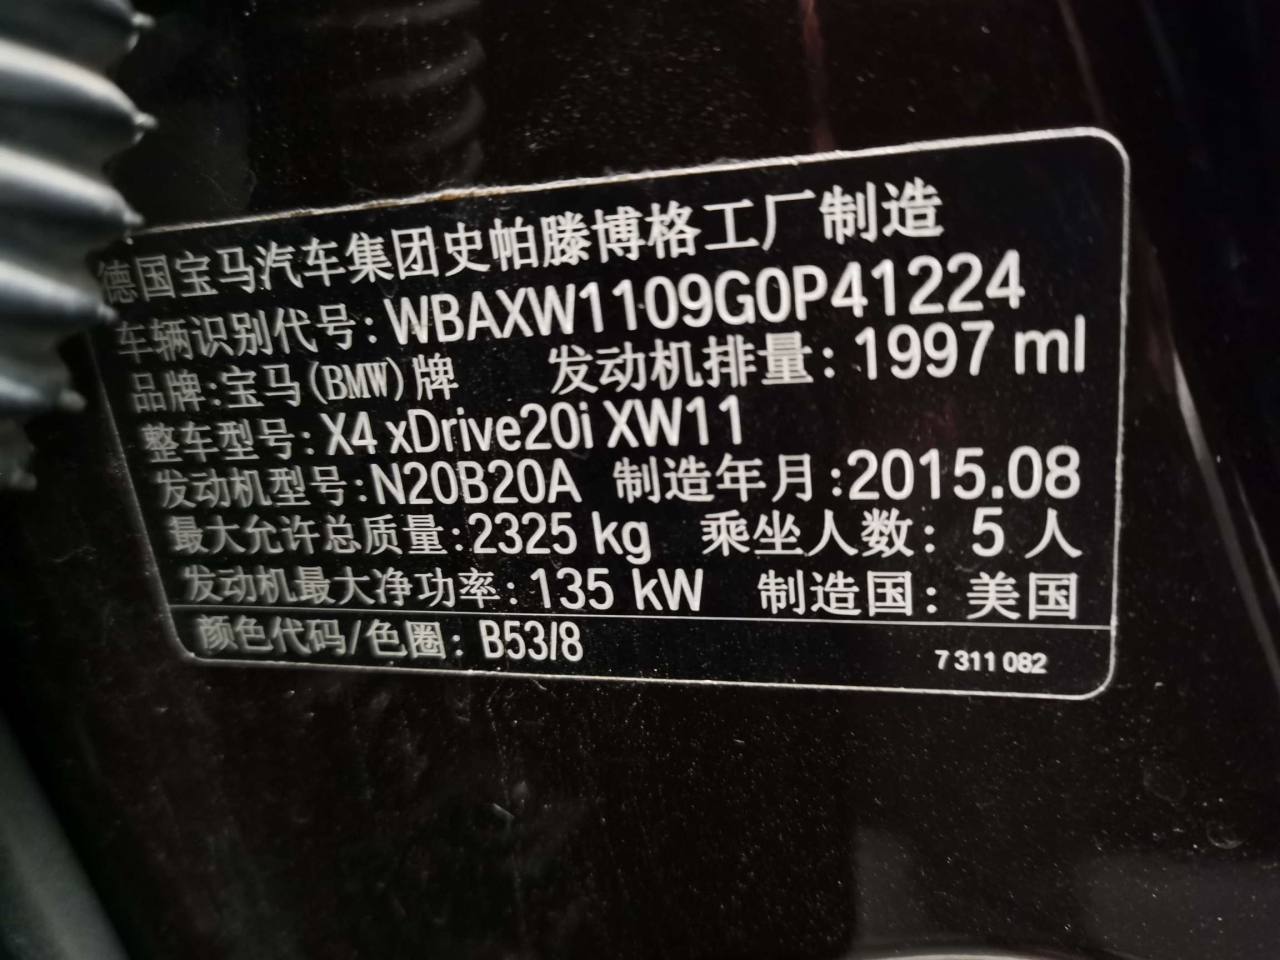 德国宝马汽车集团史帕滕博格工厂制造
车辆识别代号：WBAXW1109G0P41224
品牌：宝马(BMW)牌 发动机排量：1997 ml
整车型号：X4 xDrive20i XW11
发动机型号：N20B20A 制造年月：2015.08
最大允许总质量：2325 kg 乘坐人数：5 人
发动机最大净功率：135 kW 制造国：美国
颜色代码/色圈：B53/8 7 311 082